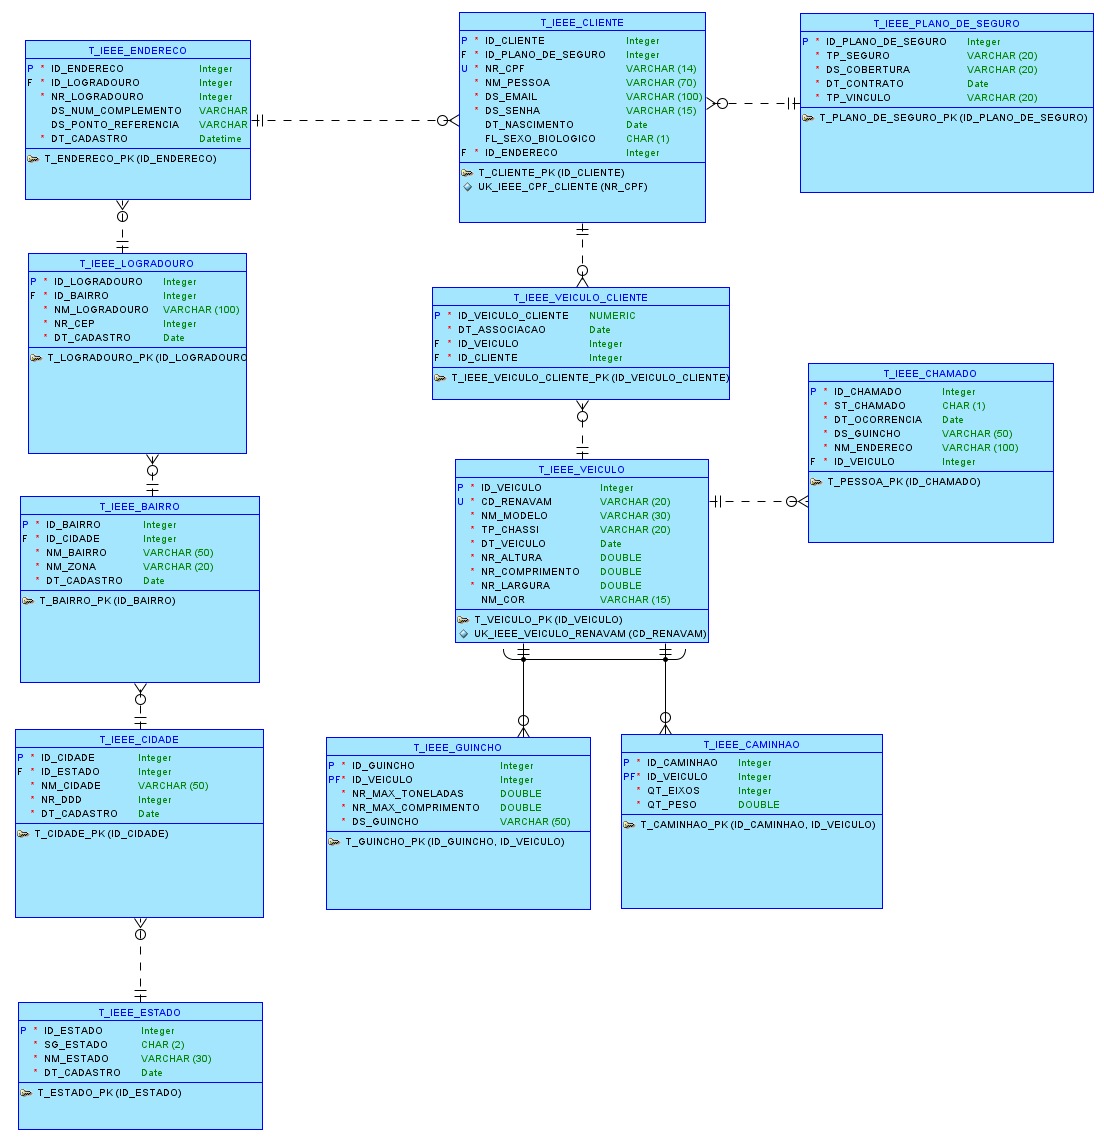 T_IEEE_ENDERECO
P * ID_ENDERECO Integer
F * ID_LOGRADOURO Integer
* NR_LOGRADOURO Integer
DS_NUM_COMPLEMENTO VARCHAR
DS_PONTO_REFERENCIA VARCHAR
* DT_CADASTRO Datetime
T_ENDERECO_PK (ID_ENDERECO)
T_IEEE_CLIENTE
P * ID_CLIENTE Integer
F * ID_PLANO_DE_SEGURO Integer
U * NR_CPF VARCHAR (14)
* NM_PESSOA VARCHAR (70)
* DS_EMAIL VARCHAR (100)
* DS_SENHA VARCHAR (15)
DT_NASCIMENTO Date
FL_SEXO_BIOLOGICO CHAR (1)
F * ID_ENDERECO Integer
T_CLIENTE_PK (ID_CLIENTE)
UK_IEEE_CPF_CLIENTE (NR_CPF)
T_IEEE_PLANO_DE_SEGURO
P * ID_PLANO_DE_SEGURO Integer
* TP_SEGURO VARCHAR (20)
* DS_COBERTURA VARCHAR (20)
* DT_CONTRATO Date
* TP_VINCULO VARCHAR (20)
T_PLANO_DE_SEGURO_PK (ID_PLANO_DE_SEGURO)
T_IEEE_LOGRADOURO
P * ID_LOGRADOURO Integer
F * ID_BAIRRO Integer
* NM_LOGRADOURO VARCHAR (100)
* NR_CEP Integer
* DT_CADASTRO Date
T_LOGRADOURO_PK (ID_LOGRADOURO
T_IEEE_VEICULO_CLIENTE
P * ID_VEICULO_CLIENTE NUMERIC
* DT_ASSOCIACAO Date
F * ID_VEICULO Integer
F * ID_CLIENTE Integer
T_IEEE_VEICULO_CLIENTE_PK (ID_VEICULO_CLIENTE)
T_IEEE_CHAMADO
P * ID_CHAMADO Integer
* ST_CHAMADO CHAR (1)
* DT_OCORRENCIA Date
* DS_GUINCHO VARCHAR (50)
* NM_ENDERECO VARCHAR (100)
F * ID_VEICULO Integer
T_PESSOA_PK (ID_CHAMADO)
T_IEEE_VEICULO
P * ID_VEICULO Integer
U * CD_RENAVAM VARCHAR (20)
* NM_MODELO VARCHAR (30)
* TP_CHASSI VARCHAR (20)
* DT_VEICULO Date
* NR_ALTURA DOUBLE
* NR_COMPRIMENTO DOUBLE
* NR_LARGURA DOUBLE
NM_COR VARCHAR (15)
T_VEICULO_PK (ID_VEICULO)
UK_IEEE_VEICULO_RENAVAM (CD_RENAVAM)
T_IEEE_BAIRRO
P * ID_BAIRRO Integer
F * ID_CIDADE Integer
* NM_BAIRRO VARCHAR (50)
* NM_ZONA VARCHAR (20)
* DT_CADASTRO Date
T_BAIRRO_PK (ID_BAIRRO)
T_IEEE_CIDADE
P * ID_CIDADE Integer
F * ID_ESTADO Integer
* NM_CIDADE VARCHAR (50)
* NR_DDD Integer
* DT_CADASTRO Date
T_CIDADE_PK (ID_CIDADE)
T_IEEE_GUINCHO
P * ID_GUINCHO Integer
PF* ID_VEICULO Integer
* NR_MAX_TONELADAS DOUBLE
* NR_MAX_COMPRIMENTO DOUBLE
* DS_GUINCHO VARCHAR (50)
T_GUINCHO_PK (ID_GUINCHO, ID_VEICULO)
T_IEEE_CAMINHAO
P * ID_CAMINHAO Integer
PF* ID_VEICULO Integer
* QT_EIXOS Integer
* QT_PESO DOUBLE
T_CAMINHAO_PK (ID_CAMINHAO, ID_VEICULO)
T_IEEE_ESTADO
P * ID_ESTADO Integer
* SG_ESTADO CHAR (2)
* NM_ESTADO VARCHAR (30)
* DT_CADASTRO Date
T_ESTADO_PK (ID_ESTADO)